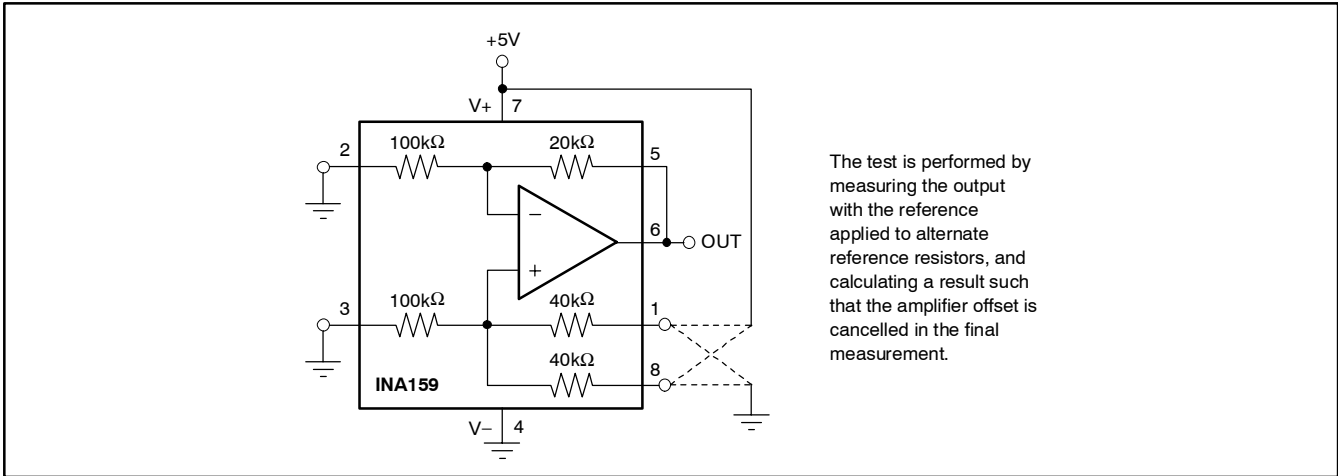 +5V
V+ 7
2
100kΩ
20kΩ
5
−
6
OUT
+
3
100kΩ
40kΩ
1
40kΩ
8
INA159
V− 4
The test is performed by
measuring the output
with the reference
applied to alternate
reference resistors, and
calculating a result such
that the amplifier offset is
cancelled in the final
measurement.